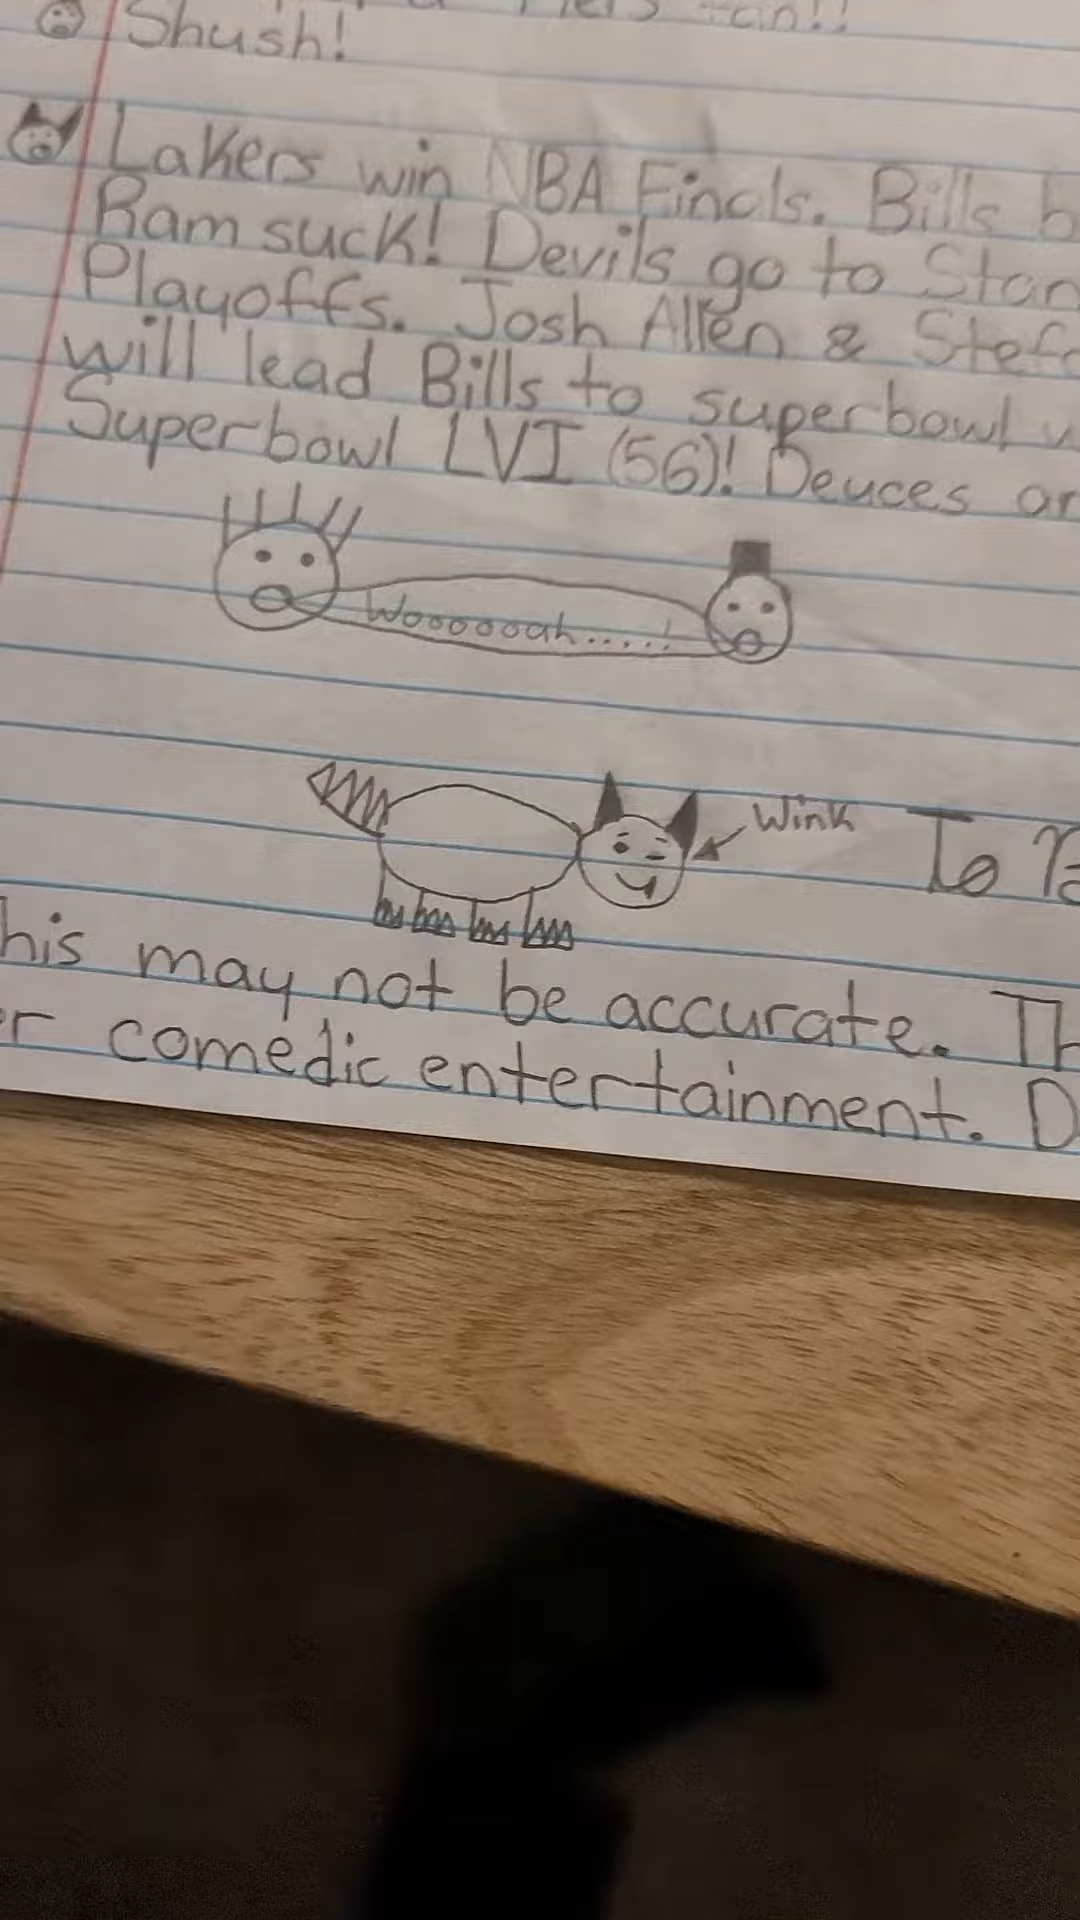 Shush!
Lakers win NBA Finals. Bills
Ram suck! Devils go to
Playoffs. Josh Allen &
will lead Bills to superbowl
Superbowl LVI (56)! Deuces
Woooooah.....!
Wink
To
may not be accurate.
comedic entertainment.